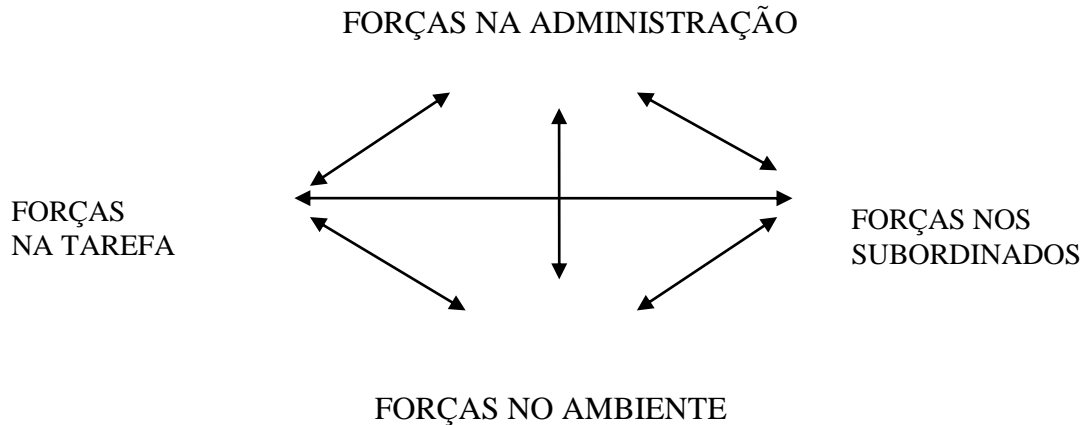 FORÇAS NA ADMINISTRAÇÃO
FORÇAS
NA TAREFA
FORÇAS NOS
SUBORDINADOS
FORÇAS NO AMBIENTE